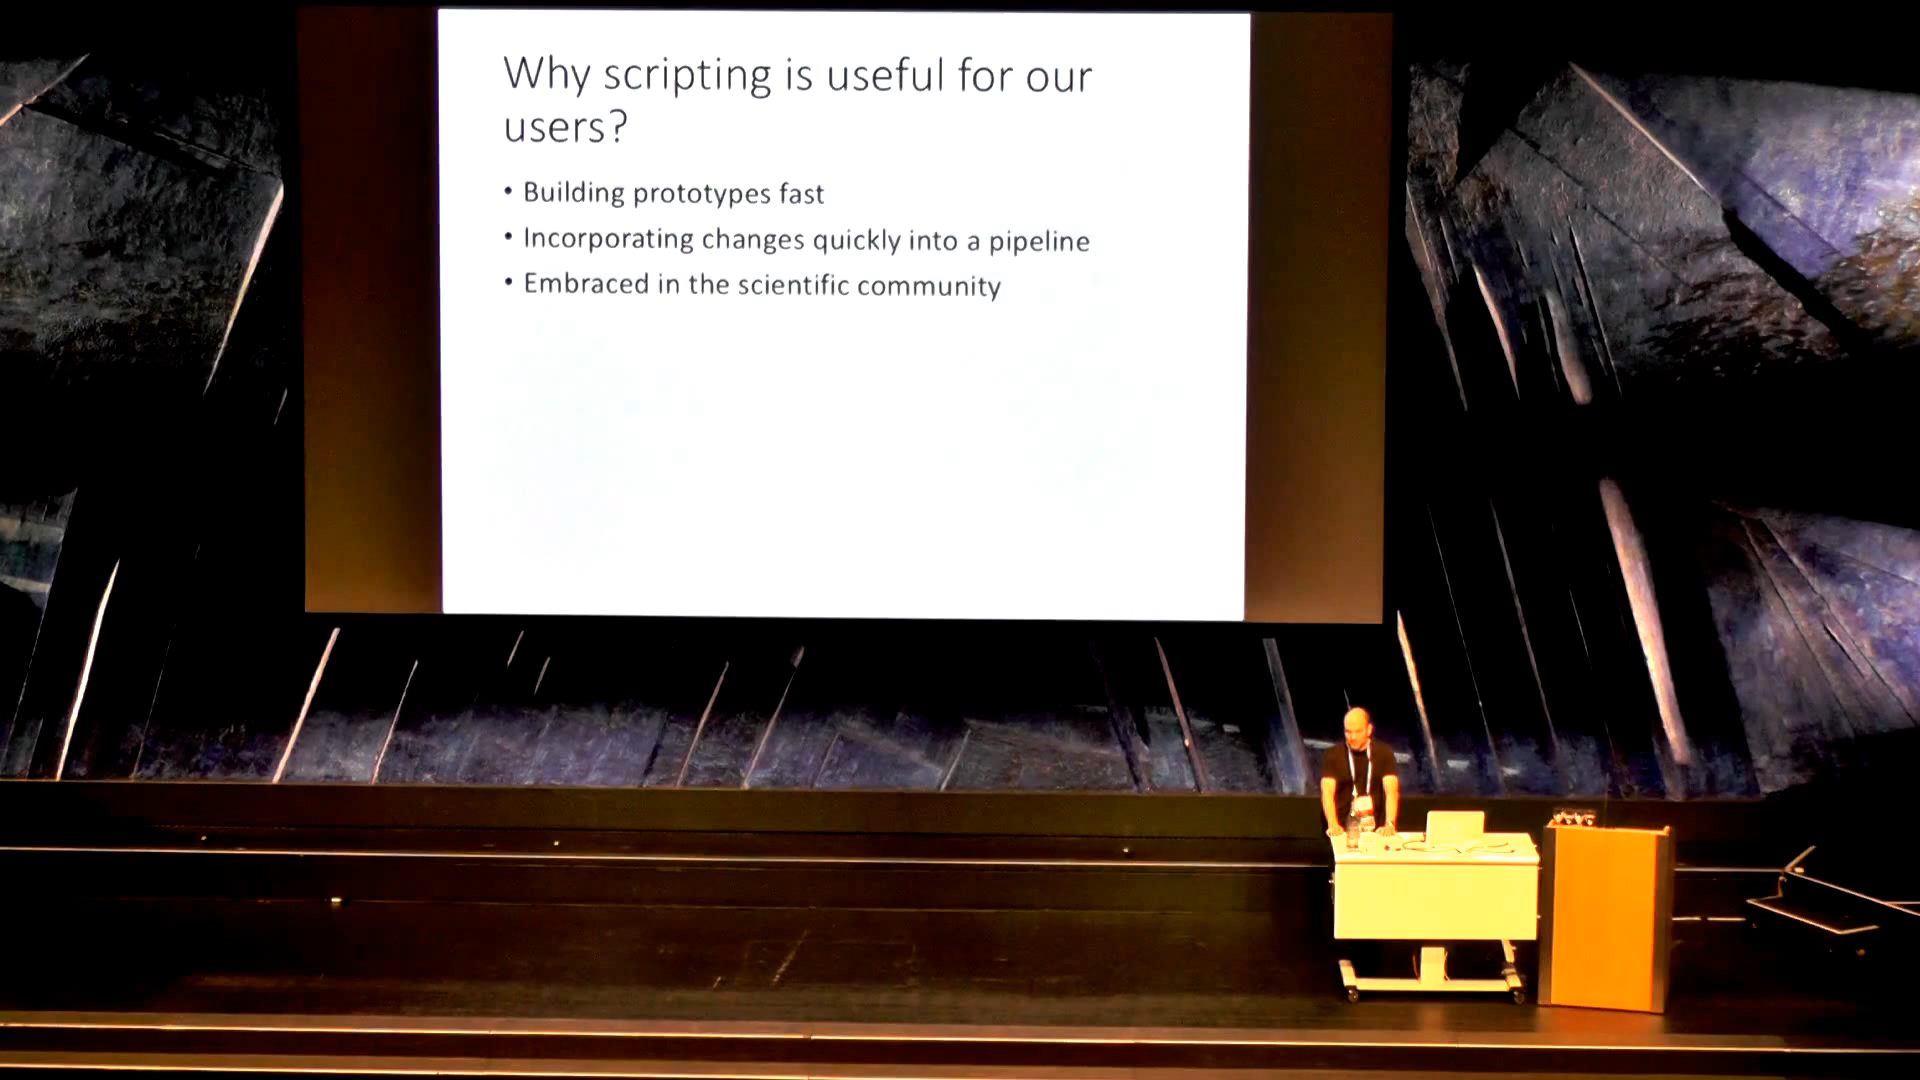 Why scripting is useful for our
users?
• Building prototypes fast
• Incorporating changes quickly into a pipeline
• Embraced in the scientific community